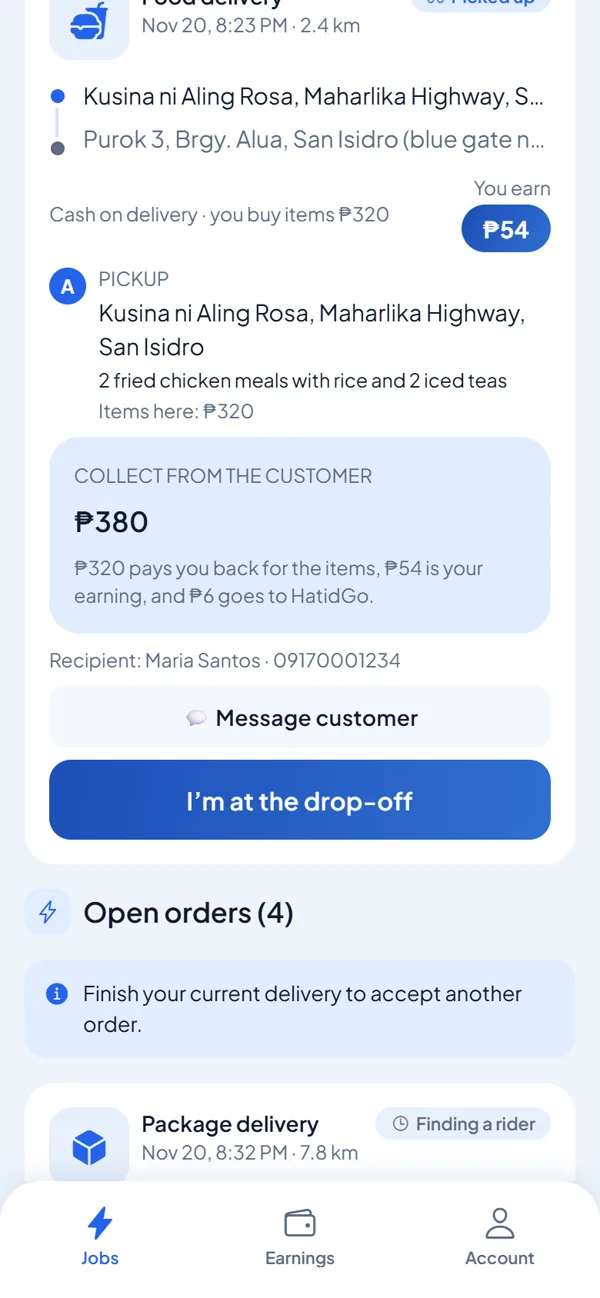 Food delivery
Picked up
Nov 20, 8:23 PM · 2.4 km
Kusina ni Aling Rosa, Maharlika Highway, S...
Purok 3, Brgy. Alua, San Isidro (blue gate n...
You earn
Cash on delivery · you buy items ₱320
₱54
A
PICKUP
Kusina ni Aling Rosa, Maharlika Highway,
San Isidro
2 fried chicken meals with rice and 2 iced teas
Items here: ₱320
COLLECT FROM THE CUSTOMER
₱380
₱320 pays you back for the items, ₱54 is your
earning, and ₱6 goes to HatidGo.
Recipient: Maria Santos · 09170001234
Message customer
I’m at the drop-off
Open orders (4)
Finish your current delivery to accept another
order.
Package delivery
Finding a rider
Nov 20, 8:32 PM · 7.8 km
Jobs
Earnings
Account